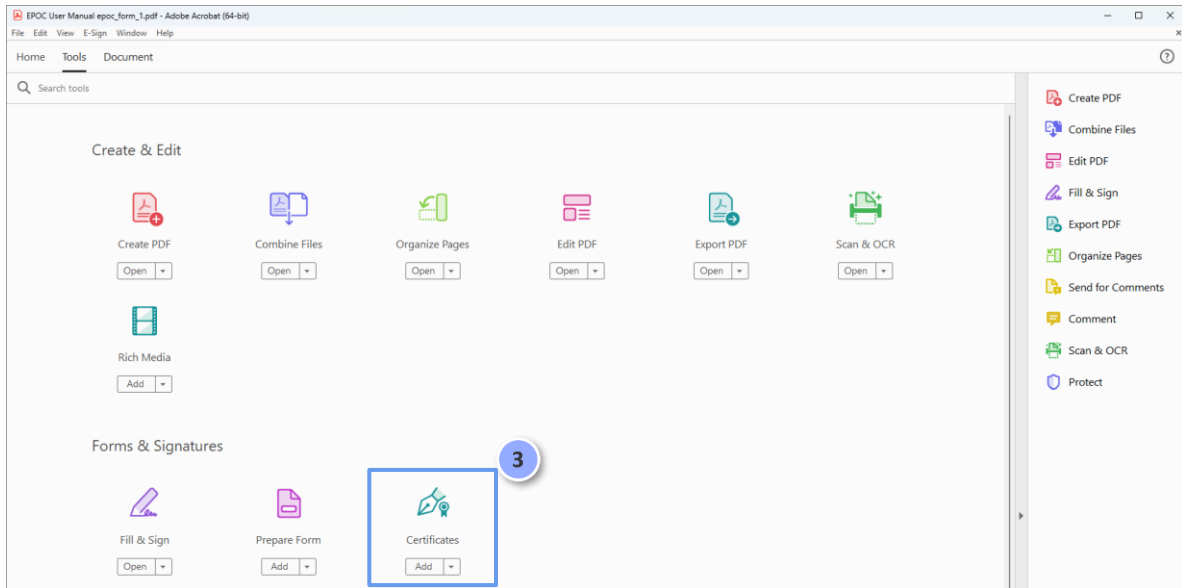 EPOC User Manual epoc_form_1.pdf - Adobe Acrobat (64-bit)
File Edit View E-Sign Window Help
Home Tools Document
Search tools
Create & Edit
Create PDF Combine Files Organize Pages Edit PDF Export PDF Scan & OCR
Open Open Open Open Open Open
Rich Media
Add
Forms & Signatures
3
Fill & Sign Prepare Form Certificates
Open Add Add
Create PDF
Combine Files
Edit PDF
Fill & Sign
Export PDF
Organize Pages
Send for Comments
Comment
Scan & OCR
Protect